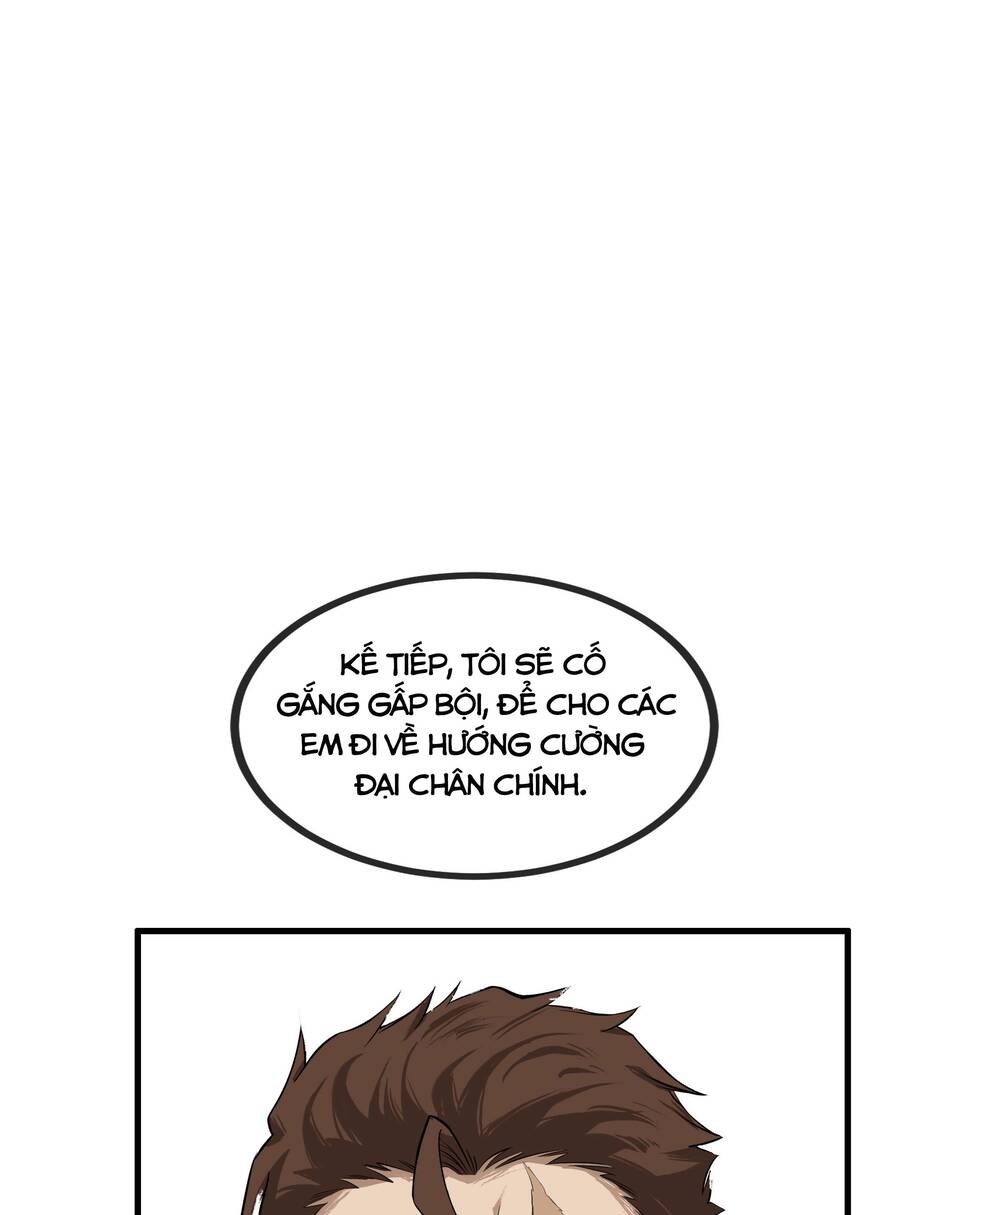 KẾ TIẾP, TÔI SẼ CỐ
GẮNG GẤP BỘI, ĐỂ CHO CÁC
EM ĐI VỀ HƯỚNG CƯỜNG
ĐẠI CHÂN CHÍNH.